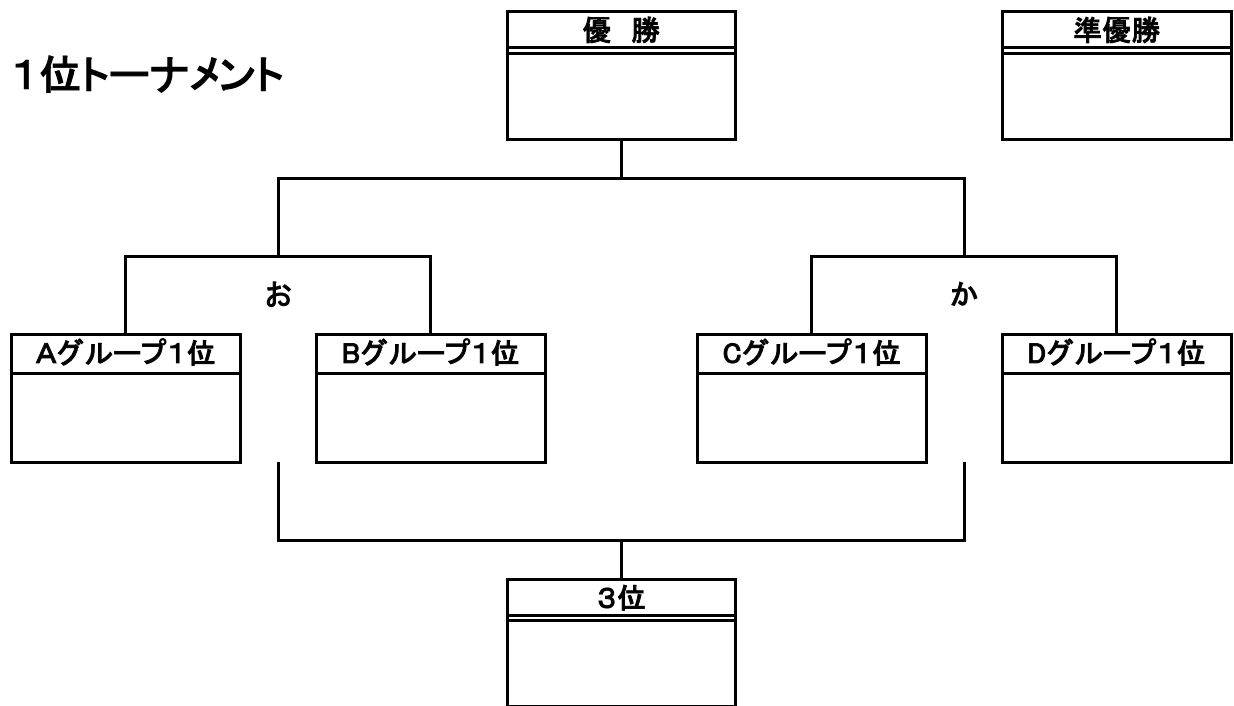 優　勝
準優勝
１位トーナメント
お
か
Aグループ１位
Bグループ１位
Cグループ１位
Dグループ１位
３位